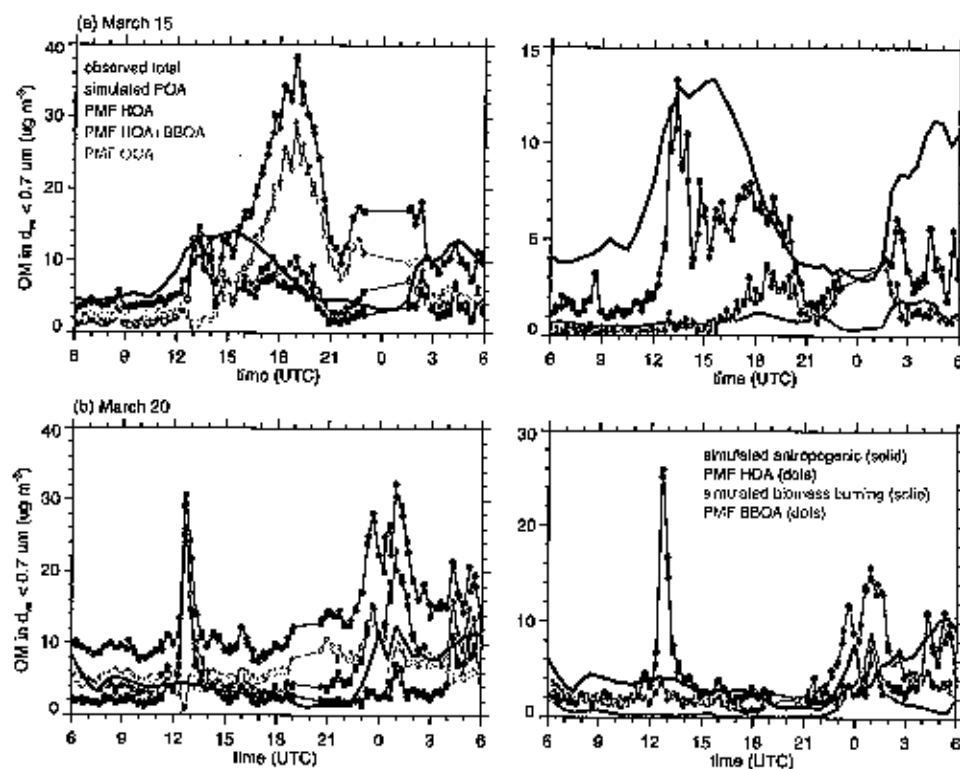 (a) March 15
40
30
20
10
0
OM in dₘ < 0.7 um (ug m⁻³)
observed total
simulated POA
PMF HOA
PMF HOA+BBOA
PMF OOA
6 9 12 15 18 21 0 3 6
time (UTC)
15
10
5
0
6 9 12 15 18 21 0 3 6
time (UTC)
(b) March 20
40
30
20
10
0
OM in dₘ < 0.7 um (ug m⁻³)
6 9 12 15 18 21 0 3 6
time (UTC)
30
20
10
0
simulated antropogenic (solid)
PMF HOA (dots)
simulated biomass burning (solid)
PMF BBOA (dots)
6 9 12 15 18 21 0 3 6
time (UTC)